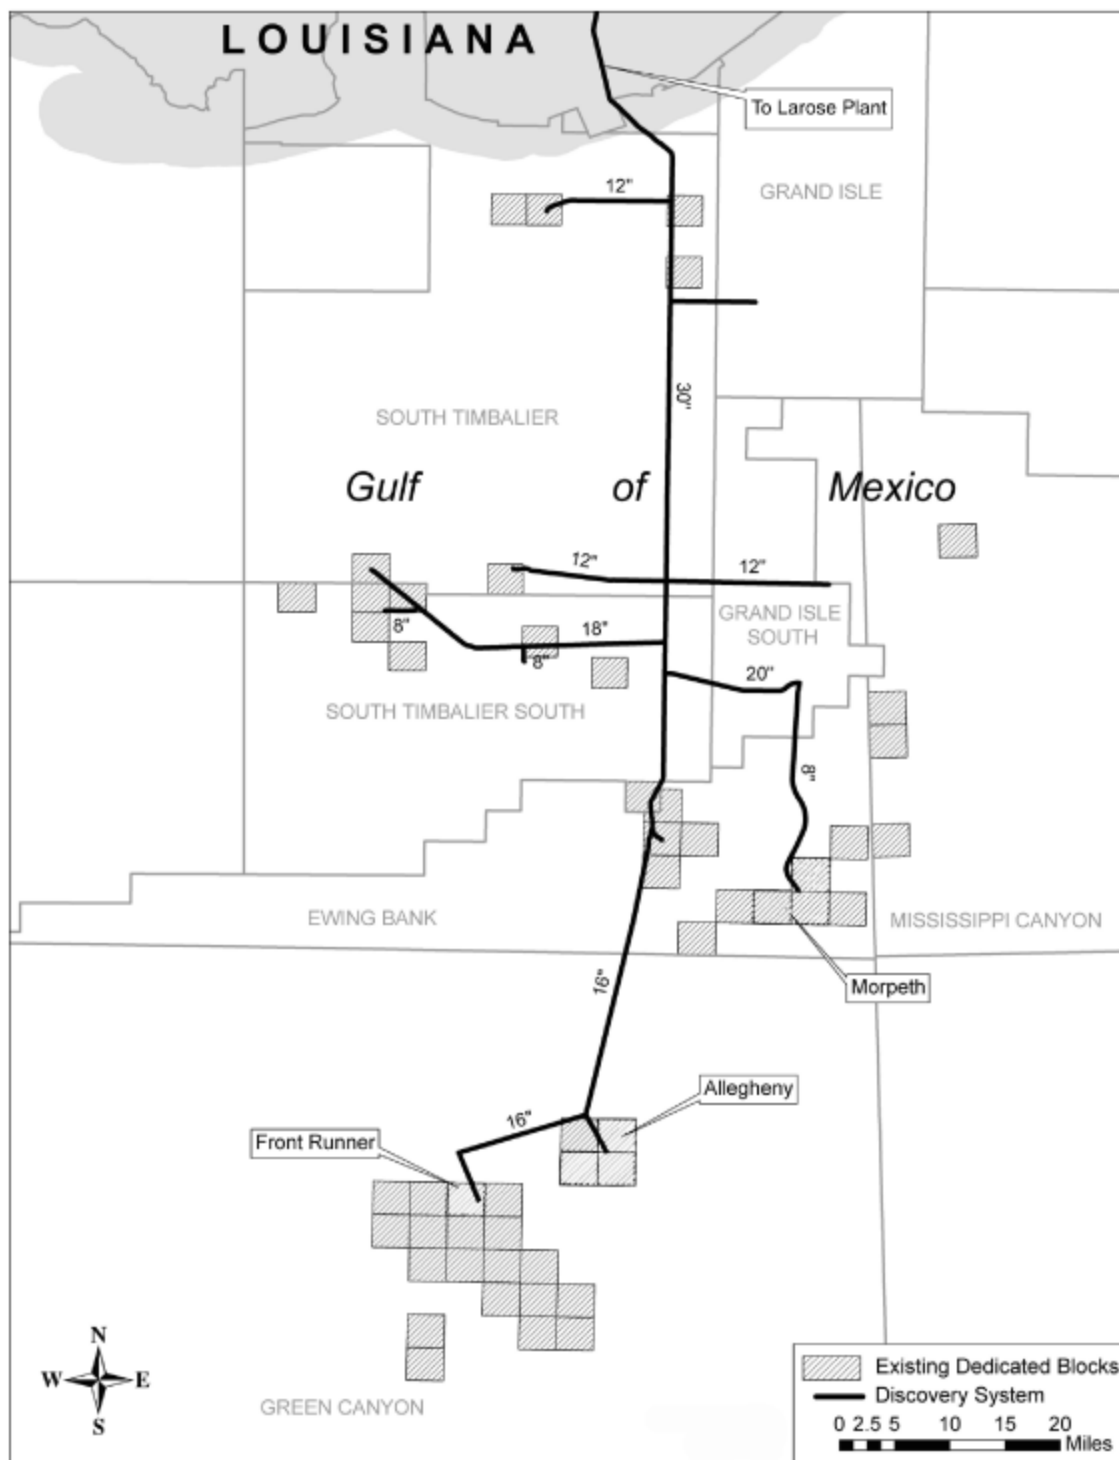 LOUISIANA
To Larose Plant
12"
GRAND ISLE
30"
SOUTH TIMBALIER
Gulf of Mexico
12"
12"
GRAND ISLE
SOUTH
8"
18"
8"
20"
SOUTH TIMBALIER SOUTH
8"
EWING BANK
MISSISSIPPI CANYON
16"
Morpeth
Allegheny
16"
Front Runner
N
W E
S
GREEN CANYON
Existing Dedicated Blocks
Discovery System
0 2.5 5 10 15 20
Miles